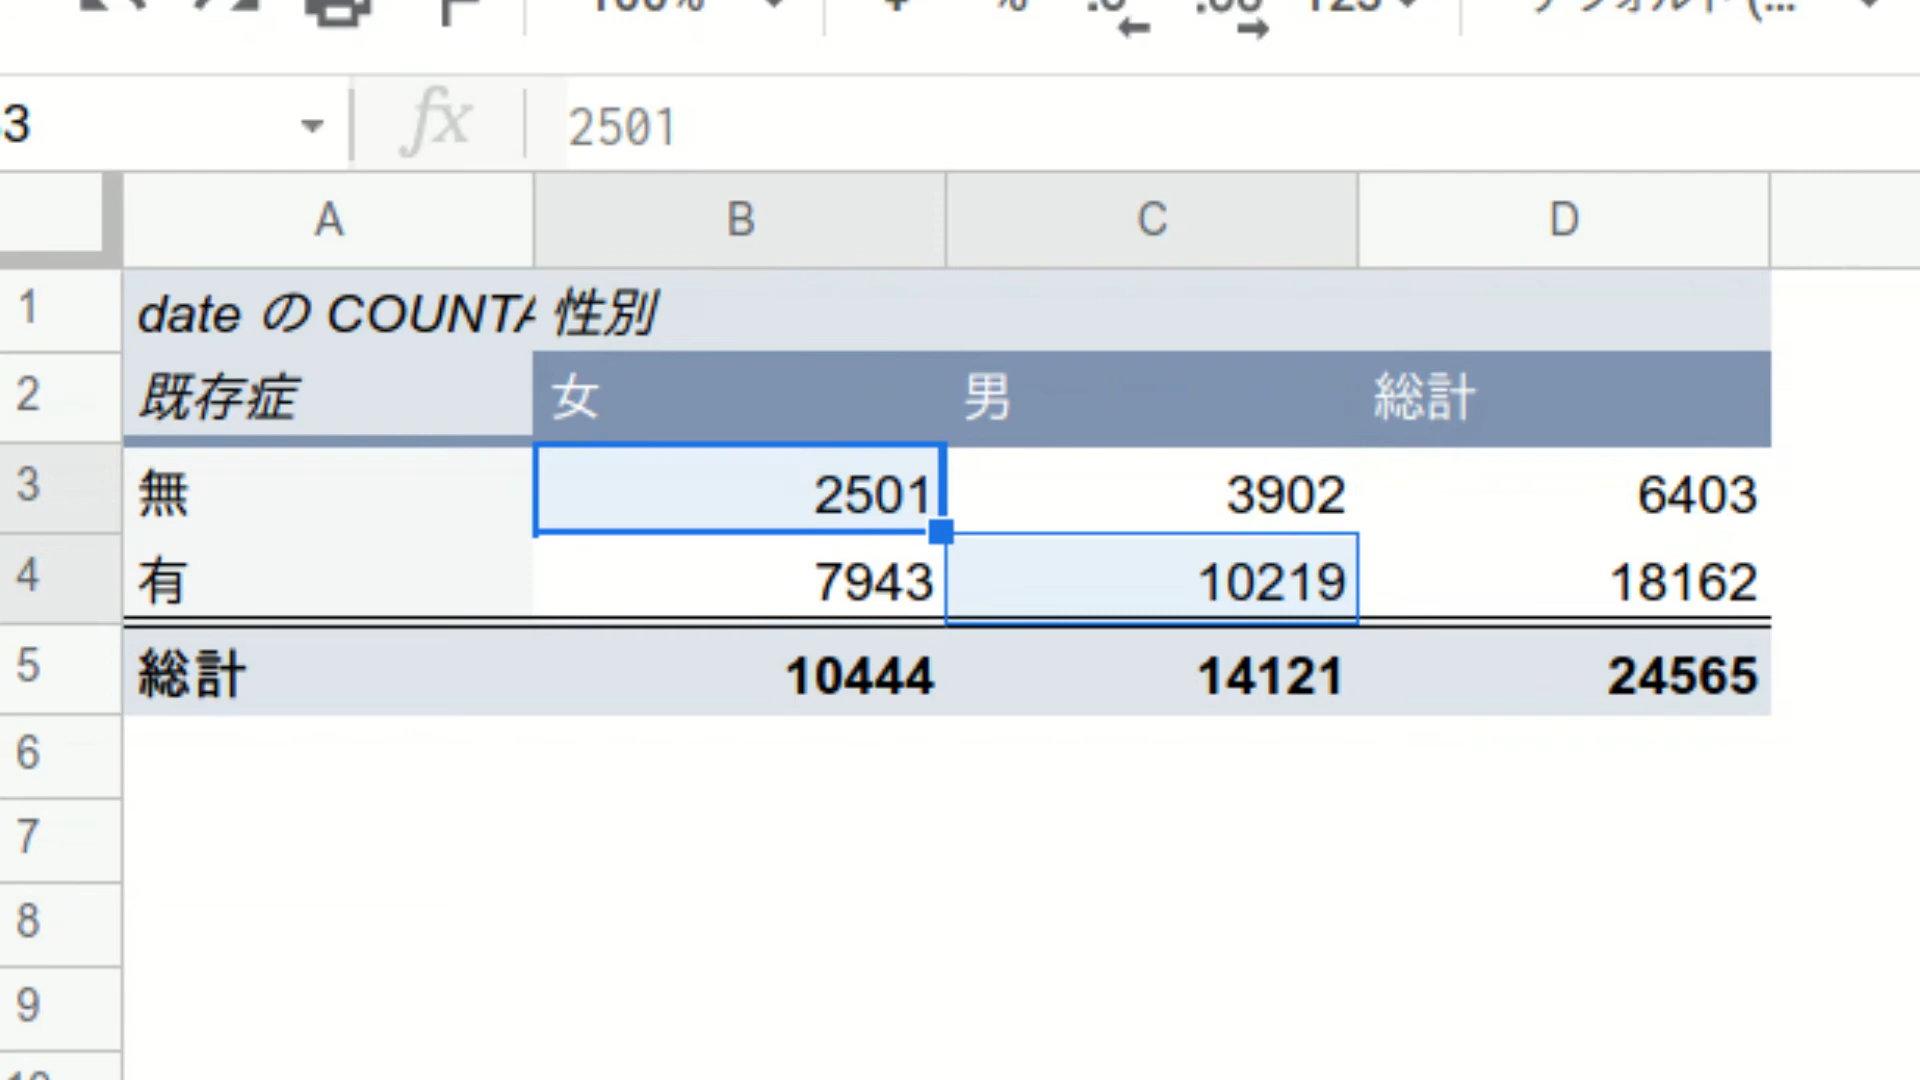 3 fx 2501
A B C D
1 date の COUNTA 性別
2 既存症 女 男 総計
3 無 2501 3902 6403
4 有 7943 10219 18162
5 総計 10444 14121 24565
6
7
8
9